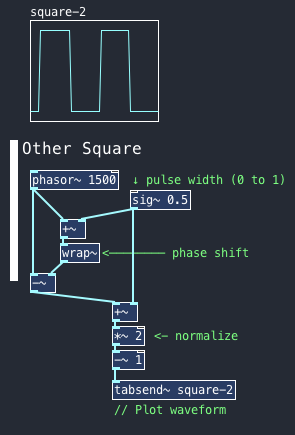 square-2
Other Square
phasor~ 1500
↓ pulse width (0 to 1)
sig~ 0.5
+~
wrap~
<———————— phase shift
-~
+~
*~ 2
<- normalize
-~ 1
tabsend~ square-2
// Plot waveform